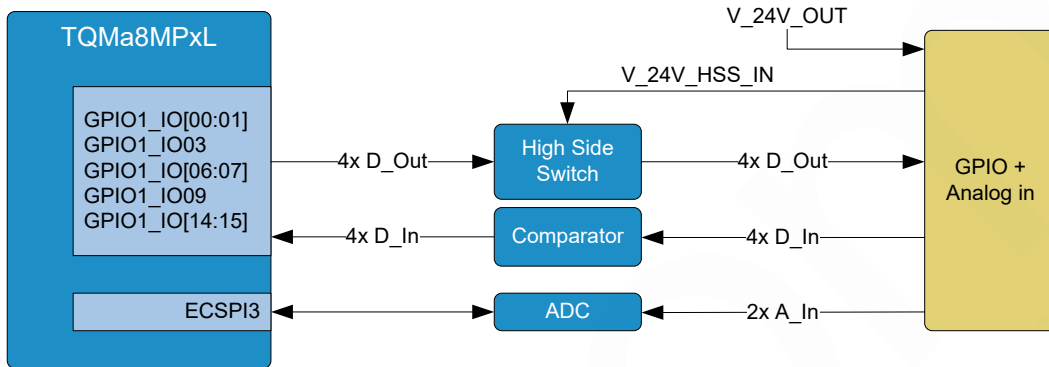 TQMa8MPxL
V_24V_OUT
V_24V_HSS_IN
GPIO1_IO[00:01]
GPIO1_IO03
GPIO1_IO[06:07]
GPIO1_IO09
GPIO1_IO[14:15]
4x D_Out
High Side
Switch
4x D_Out
GPIO +
Analog in
4x D_In
Comparator
4x D_In
ECSPI3
ADC
2x A_In